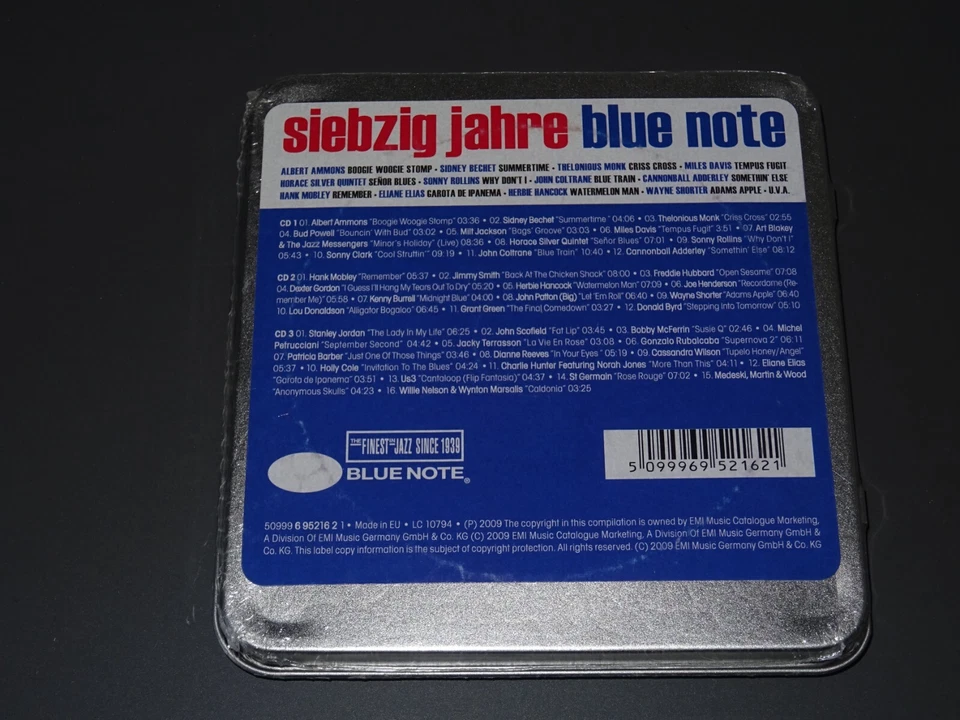 siebzig jahre blue note
ALBERT AMMONS BOOGIE WOOGIE STOMP • SIDNEY BECHET SUMMERTIME • THELONIOUS MONK CRISS CROSS • MILES DAVIS TEMPUS FUGIT
HORACE SILVER QUINTET SEÑOR BLUES • SONNY ROLLINS WHY DON'T I • JOHN COLTRANE BLUE TRAIN • CANNONBALL ADDERLEY SOMETHIN' ELSE
HANK MOBLEY REMEMBER • ELIANE ELIAS GAROTA DE IPANEMA • HERBIE HANCOCK WATERMELON MAN • WAYNE SHORTER ADAMS APPLE • U.V.A.
CD 1 01. Albert Ammons "Boogie Woogie Stomp" 03:36 • 02. Sidney Bechet "Summertime" 04:06 • 03. Thelonious Monk "Criss Cross" 02:55
04. Bud Powell "Bouncin' With Bud" 03:02 • 05. Milt Jackson "Bags' Groove" 03:03 • 06. Miles Davis "Tempus Fugit" 3:51 • 07. Art Blakey
& The Jazz Messengers "Minor's Holiday" (Live) 08:36 • 08. Horace Silver Quintet "Señor Blues" 07:01 • 09. Sonny Rollins "Why Don't I"
05:43 • 10. Sonny Clark "Cool Struttin'" 09:19 • 11. John Coltrane "Blue Train" 10:40 • 12. Cannonball Adderley "Somethin' Else" 08:12
CD 2 01. Hank Mobley "Remember" 05:37 • 02. Jimmy Smith "Back At The Chicken Shack" 08:00 • 03. Freddie Hubbard "Open Sesame" 07:08
04. Dexter Gordon "I Guess I'll Hang My Tears Out To Dry" 05:20 • 05. Herbie Hancock "Watermelon Man" 07:09 • 06. Joe Henderson "Recordame (Re-
member Me) 05:58 • 07. Kenny Burrell "Midnight Blue" 04:00 • 08. John Patton (Big) "Let 'Em Roll" 06:40 • 09. Wayne Shorter "Adams Apple" 06:40
10. Lou Donaldson "Alligator Bogaloo" 06:45 • 11. Grant Green "The Final Comedown" 03:27 • 12. Donald Byrd "Stepping Into Tomorrow" 05:10
CD 3 01. Stanley Jordan "The Lady In My Life" 06:25 • 02. John Scofield "Fat Lip" 03:45 • 03. Bobby McFerrin "Susie Q" 02:46 • 04. Michel
Petrucciani "September Second" 04:42 • 05. Jacky Terrasson "La Vie En Rose" 03:08 • 06. Gonzalo Rubalcaba "Supernova 2" 06:11
07. Patricia Barber "Just One Of Those Things" 03:46 • 08. Dianne Reeves "In Your Eyes" 05:19 • 09. Cassandra Wilson "Tupelo Honey/Angel"
05:37 • 10. Holly Cole "Invitation To The Blues" 04:24 • 11. Charlie Hunter Featuring Norah Jones "More Than This" 04:11 • 12. Eliane Elias
"Garota de Ipanema" 03:51 • 13. Us3 "Cantaloop (Flip Fantasia)" 04:37 • 14. St Germain "Rose Rouge" 07:02 • 15. Medeski, Martin & Wood
"Anonymous Skulls" 04:23 • 16. Willie Nelson & Wynton Marsalis "Caldonia" 03:25
THE FINEST IN JAZZ SINCE 1939
BLUE NOTE®
5 099969 521621
50999 6 95216 2 1 • Made in EU • LC 10794 • (P) 2009 The copyright in this compilation is owned by EMI Music Catalogue Marketing,
A Division Of EMI Music Germany GmbH & Co. KG (C) 2009 EMI Music Catalogue Marketing, A Division Of EMI Music Germany GmbH &
Co. KG. This label copy information is the subject of copyright protection. All rights reserved. (C) 2009 EMI Music Germany GmbH & Co. KG